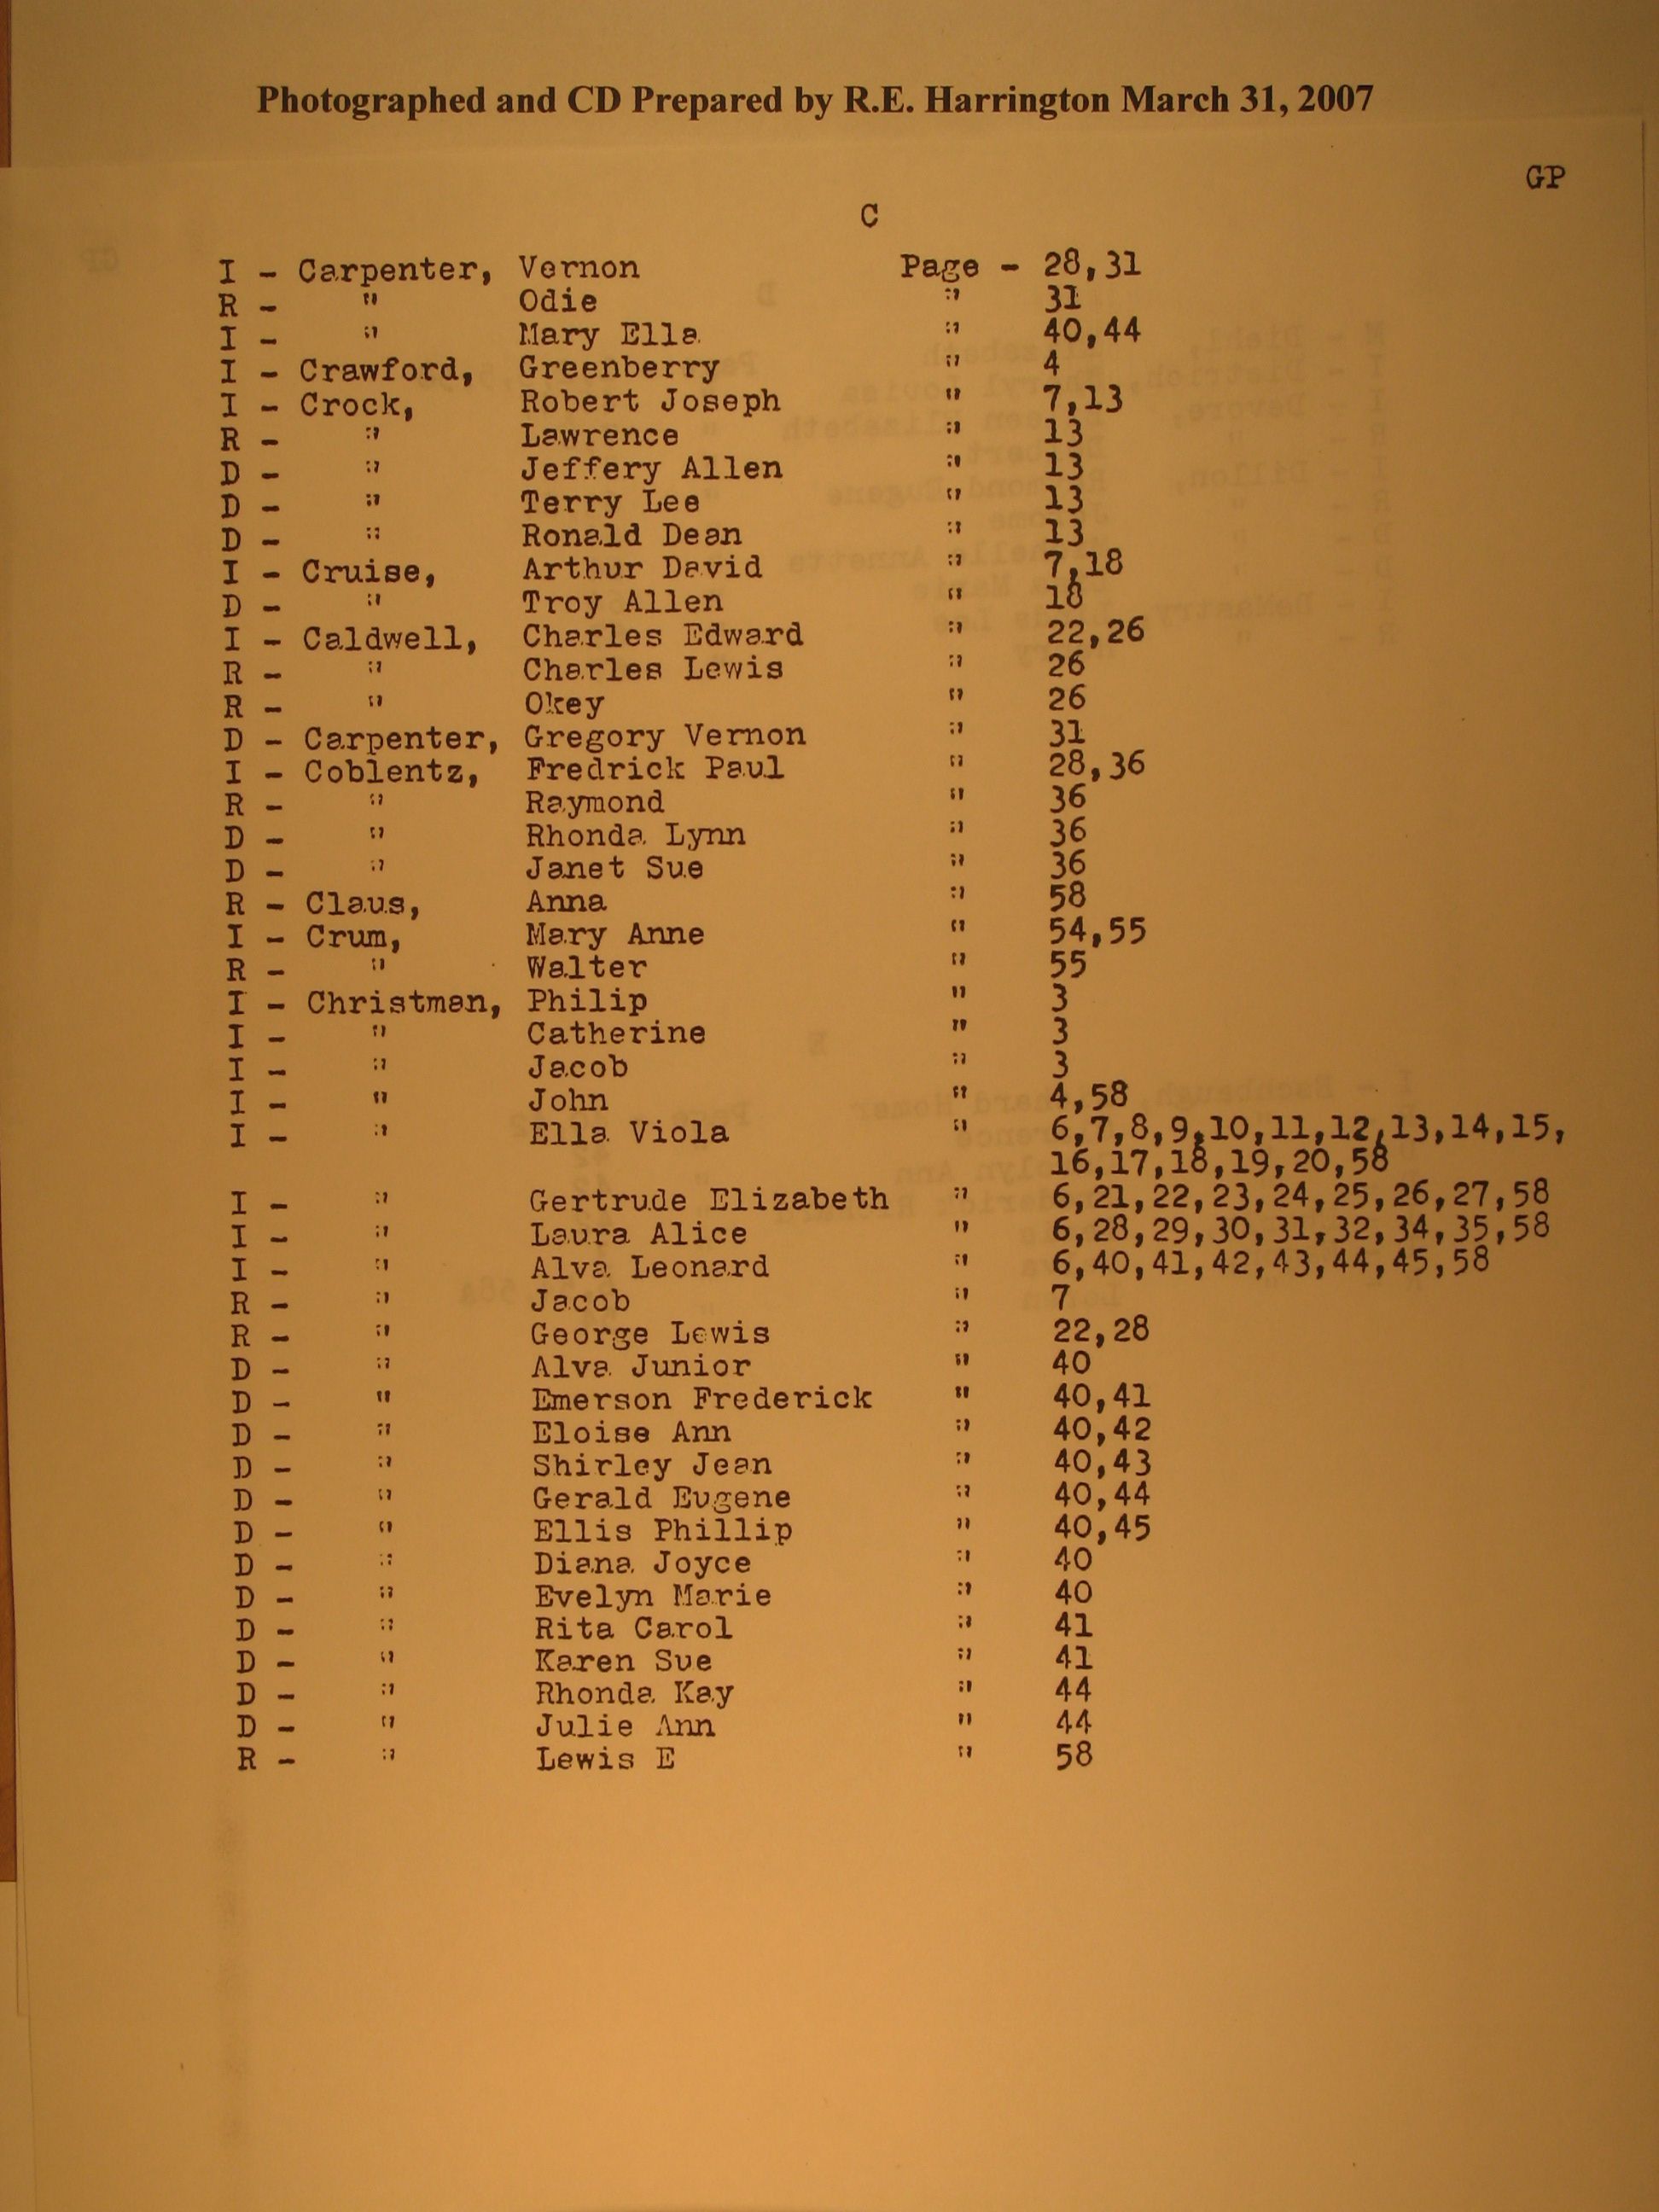 Photographed and CD Prepared by R.E. Harrington March 31, 2007
GP
C
I - Carpenter, Vernon Page - 28,31
R - " Odie " 31
I - " Mary Ella " 40,44
I - Crawford, Greenberry " 4
I - Crock, Robert Joseph " 7,13
R - " Lawrence " 13
D - " Jeffery Allen " 13
D - " Terry Lee " 13
D - " Ronald Dean " 13
I - Cruise, Arthur David " 7,18
D - " Troy Allen " 18
I - Caldwell, Charles Edward " 22,26
R - " Charles Lewis " 26
R - " Okey " 26
D - Carpenter, Gregory Vernon " 31
I - Coblentz, Fredrick Paul " 28,36
R - " Raymond " 36
D - " Rhonda Lynn " 36
D - " Janet Sue " 36
R - Claus, Anna " 58
I - Crum, Mary Anne " 54,55
R - " Walter " 55
I - Christman, Philip " 3
I - " Catherine " 3
I - " Jacob " 3
I - " John " 4,58
I - " Ella Viola " 6,7,8,9,10,11,12,13,14,15,
16,17,18,19,20,58
I - " Gertrude Elizabeth " 6,21,22,23,24,25,26,27,58
I - " Laura Alice " 6,28,29,30,31,32,34,35,58
I - " Alva Leonard " 6,40,41,42,43,44,45,58
R - " Jacob " 7
R - " George Lewis " 22,28
D - " Alva Junior " 40
D - " Emerson Frederick " 40,41
D - " Eloise Ann " 40,42
D - " Shirley Jean " 40,43
D - " Gerald Eugene " 40,44
D - " Ellis Phillip " 40,45
D - " Diana Joyce " 40
D - " Evelyn Marie " 40
D - " Rita Carol " 41
D - " Karen Sue " 41
D - " Rhonda Kay " 44
D - " Julie Ann " 44
R - " Lewis E " 58